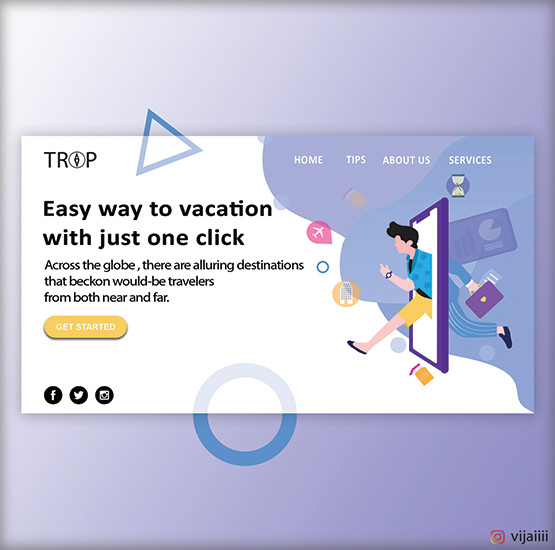 TROP
HOME TIPS ABOUT US SERVICES
Easy way to vacation
with just one click
Across the globe , there are alluring destinations
that beckon would-be travelers
from both near and far.
GET STARTED
vijaiiii